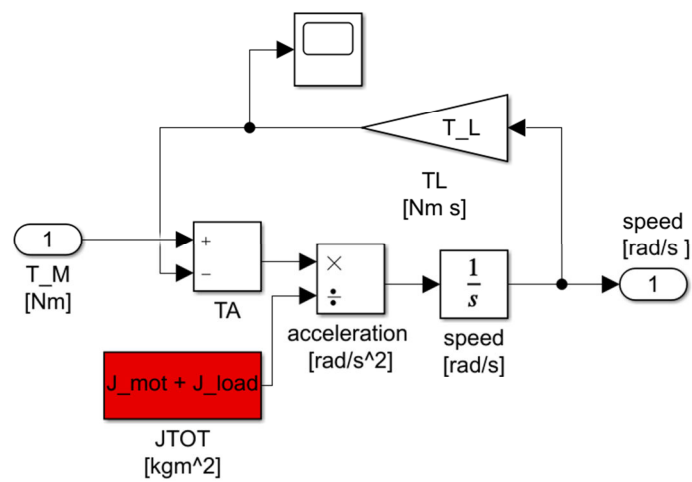 T_L
TL
[Nm s]
1
T_M
[Nm]
+
−
TA
×
÷
acceleration
[rad/s^2]
1
s
speed
[rad/s]
speed
[rad/s ]
1
J_mot + J_load
JTOT
[kgm^2]